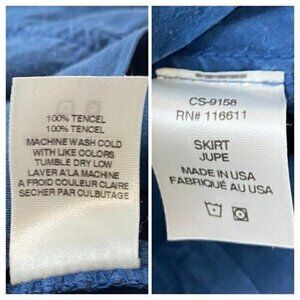 100% TENCEL
100% TENCEL
MACHINE WASH COLD
WITH LIKE COLORS
TUMBLE DRY LOW
LAVER A'LA MACHINE
A FROID COULEUR CLAIRE
SECHER PAR CULBUTAGE
CS-9158
RN# 116611
SKIRT
JUPE
MADE IN USA
FABRIQUÉ AU USA